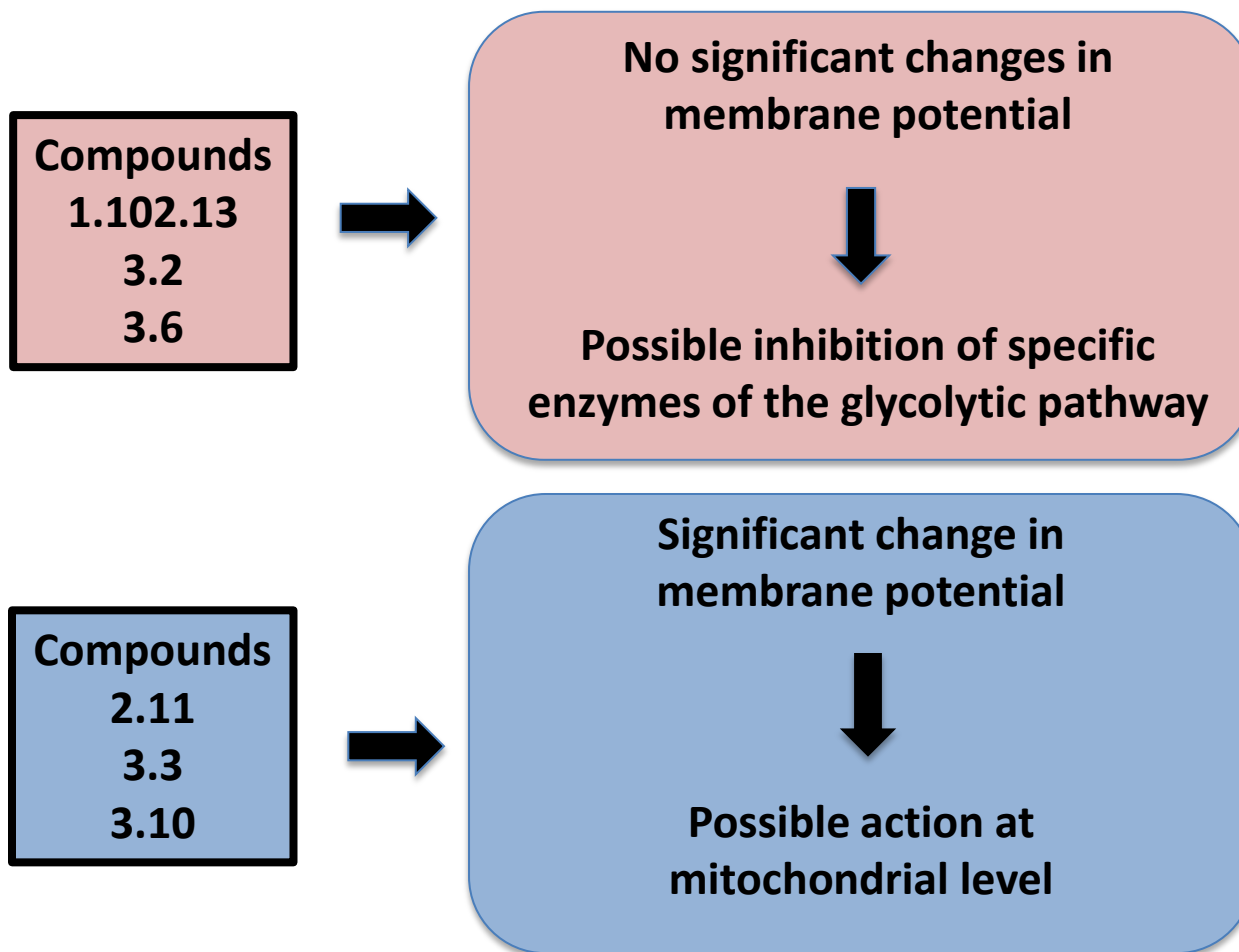 Compounds
1.102.13
3.2
3.6
No significant changes in
membrane potential
Possible inhibition of specific
enzymes of the glycolytic pathway
Compounds
2.11
3.3
3.10
Significant change in
membrane potential
Possible action at
mitochondrial level